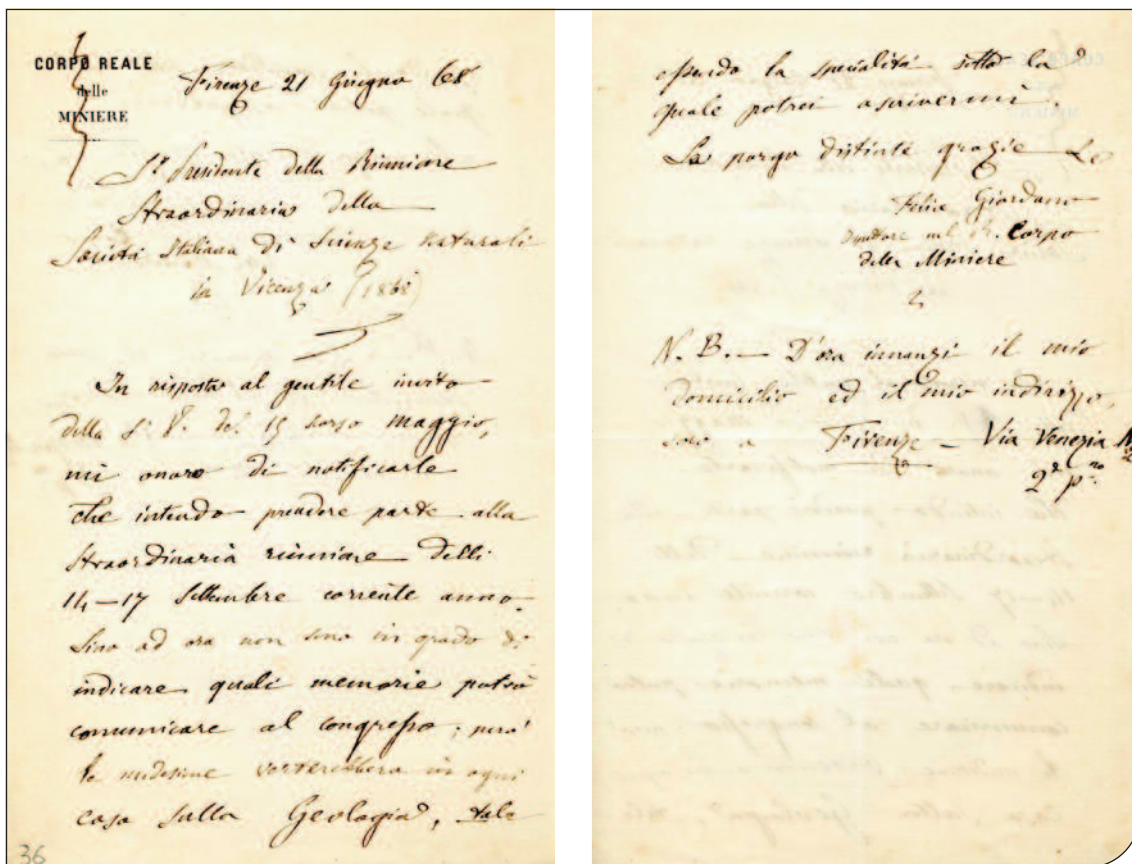 CORPO REALE
delle
MINIERE
Firenze 21 Giugno 68
Sr. Presidente della Riunione
Straordinaria della
Società Italiana di Scienze Naturali
in Vicenza (1868)
In risposta al gentile invito
della S. V. del 15 scorso maggio,
mi onoro di notificarle
che intendo prendere parte alla
straordinaria riunione delli
14–17 Settembre corrente anno.
Sino ad ora non sono in grado di
indicare quali memorie potrò
comunicare al congresso; però
le medesime verterebbero in ogni
caso sulla Geologia, tale
36
essendo la specialità sotto la
quale potrei ascrivermi.
Le porgo distinte grazie
Felice Giordano
nel R. Corpo
delle Miniere
N. B. — D'ora innanzi il mio
domicilio ed il mio indirizzo,
sono a Firenze — Via Venezia N.
2º pno